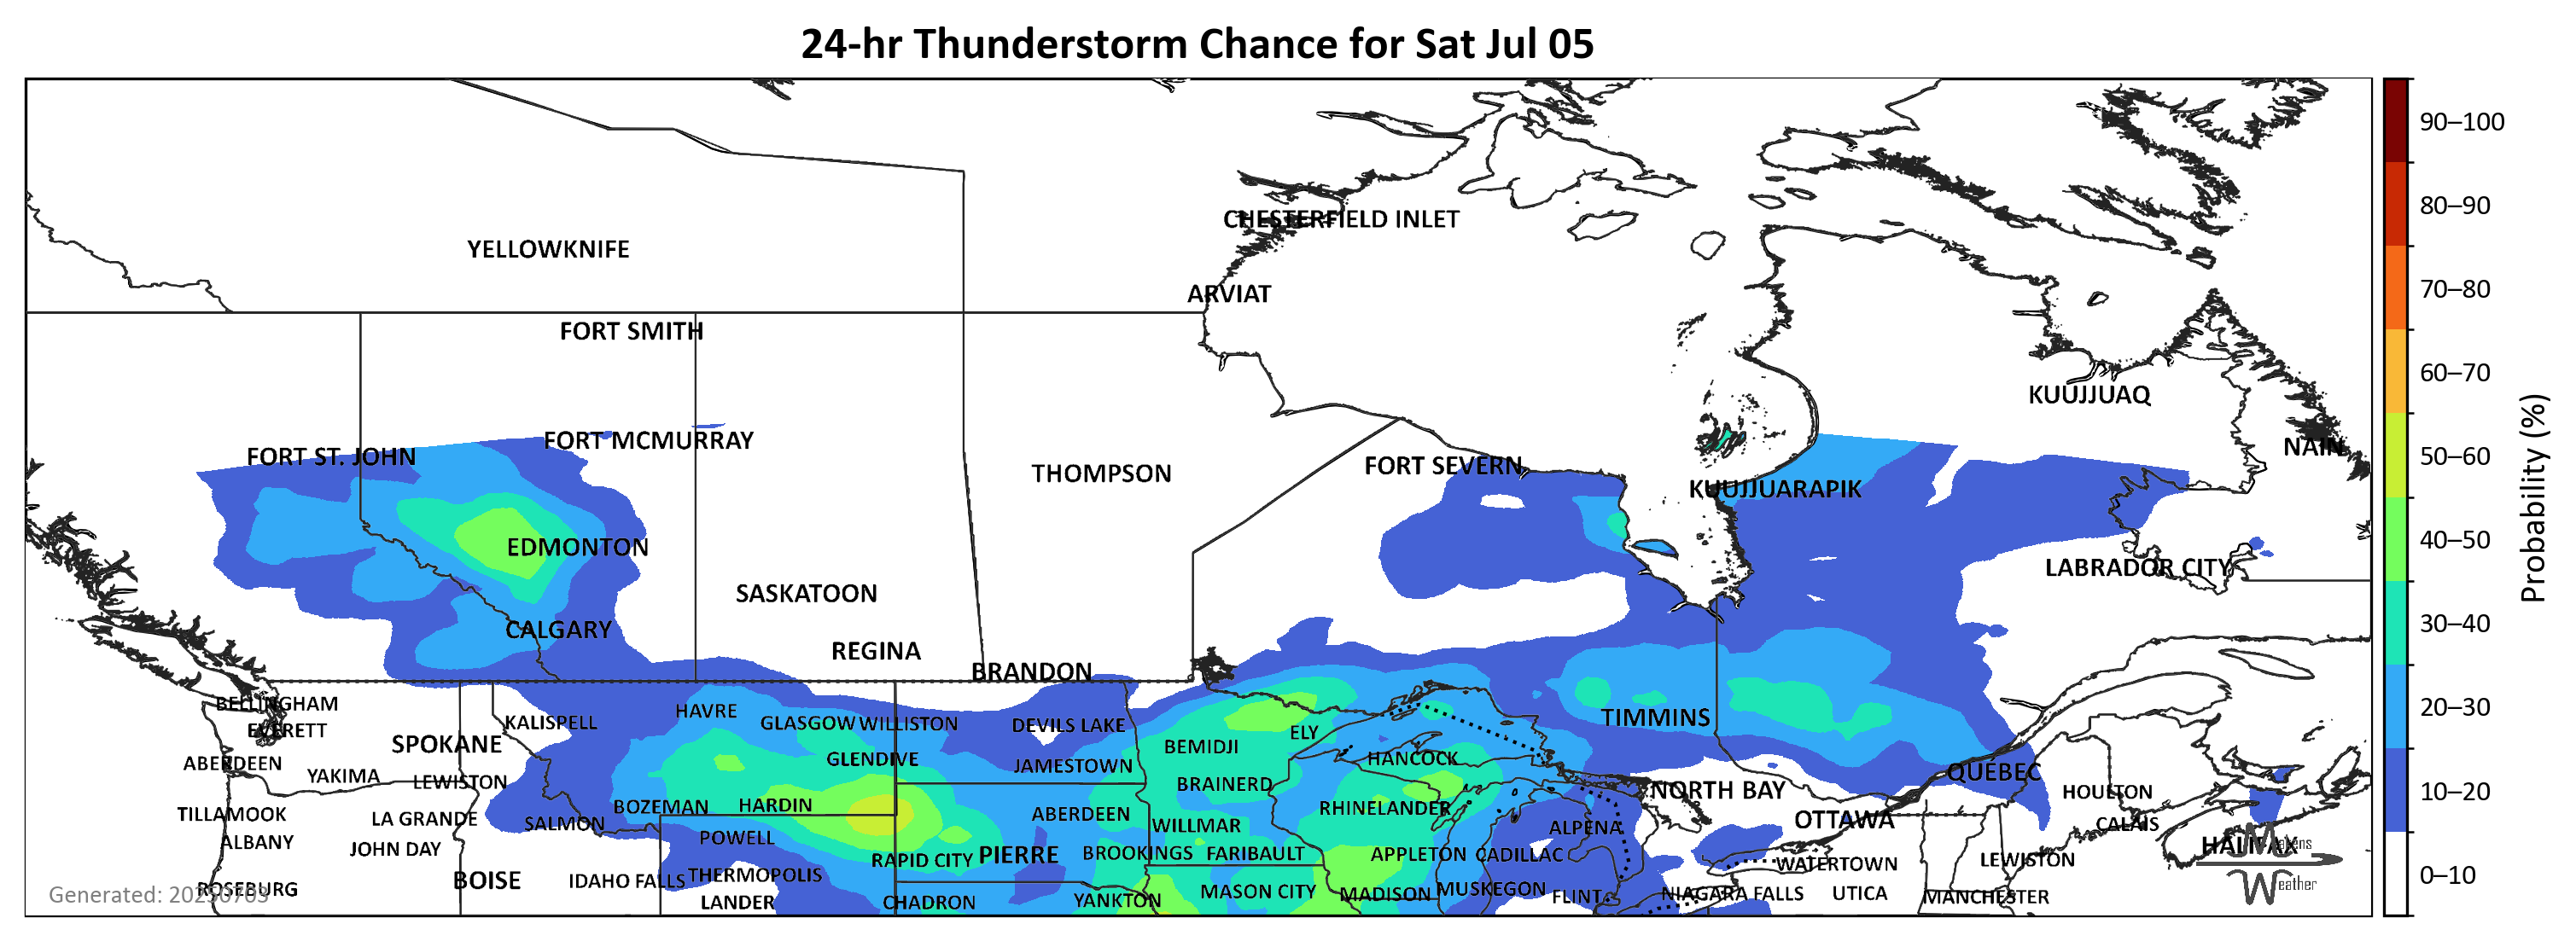 24-hr Thunderstorm Chance for Sat Jul 05
90–100
80–90
70–80
60–70
50–60
40–50
30–40
20–30
10–20
0–10
Probability (%)
CHESTERFIELD INLET
YELLOWKNIFE
ARVIAT
FORT SMITH
KUUJJUAQ
FORT MCMURRAY
NAIN
FORT ST. JOHN
FORT SEVERN
THOMPSON
KUUJJUARAPIK
EDMONTON
LABRADOR CITY
SASKATOON
CALGARY
REGINA
BRANDON
BELLINGHAM
HAVRE
TIMMINS
KALISPELL
GLASGOW
WILLISTON
DEVILS LAKE
EVERETT
ELY
SPOKANE
BEMIDJI
GLENDIVE
HANCOCK
ABERDEEN
JAMESTOWN
QUÉBEC
YAKIMA
LEWISTON
BRAINERD
NORTH BAY
HOULTON
BOZEMAN
HARDIN
RHINELANDER
TILLAMOOK
ABERDEEN
LA GRANDE
OTTAWA
SALMON
WILLMAR
ALPENA
CALAIS
POWELL
ALBANY
HALIFAX
Makens
JOHN DAY
RAPID CITY
PIERRE
BROOKINGS
FARIBAULT
APPLETON
CADILLAC
WATERTOWN
LEWISTON
THERMOPOLIS
BOISE
IDAHO FALLS
Weather
ROSEBURG
Generated: 20250703
MASON CITY
MADISON
MUSKEGON
NIAGARA FALLS
UTICA
MANCHESTER
FLINT
LANDER
CHADRON
YANKTON